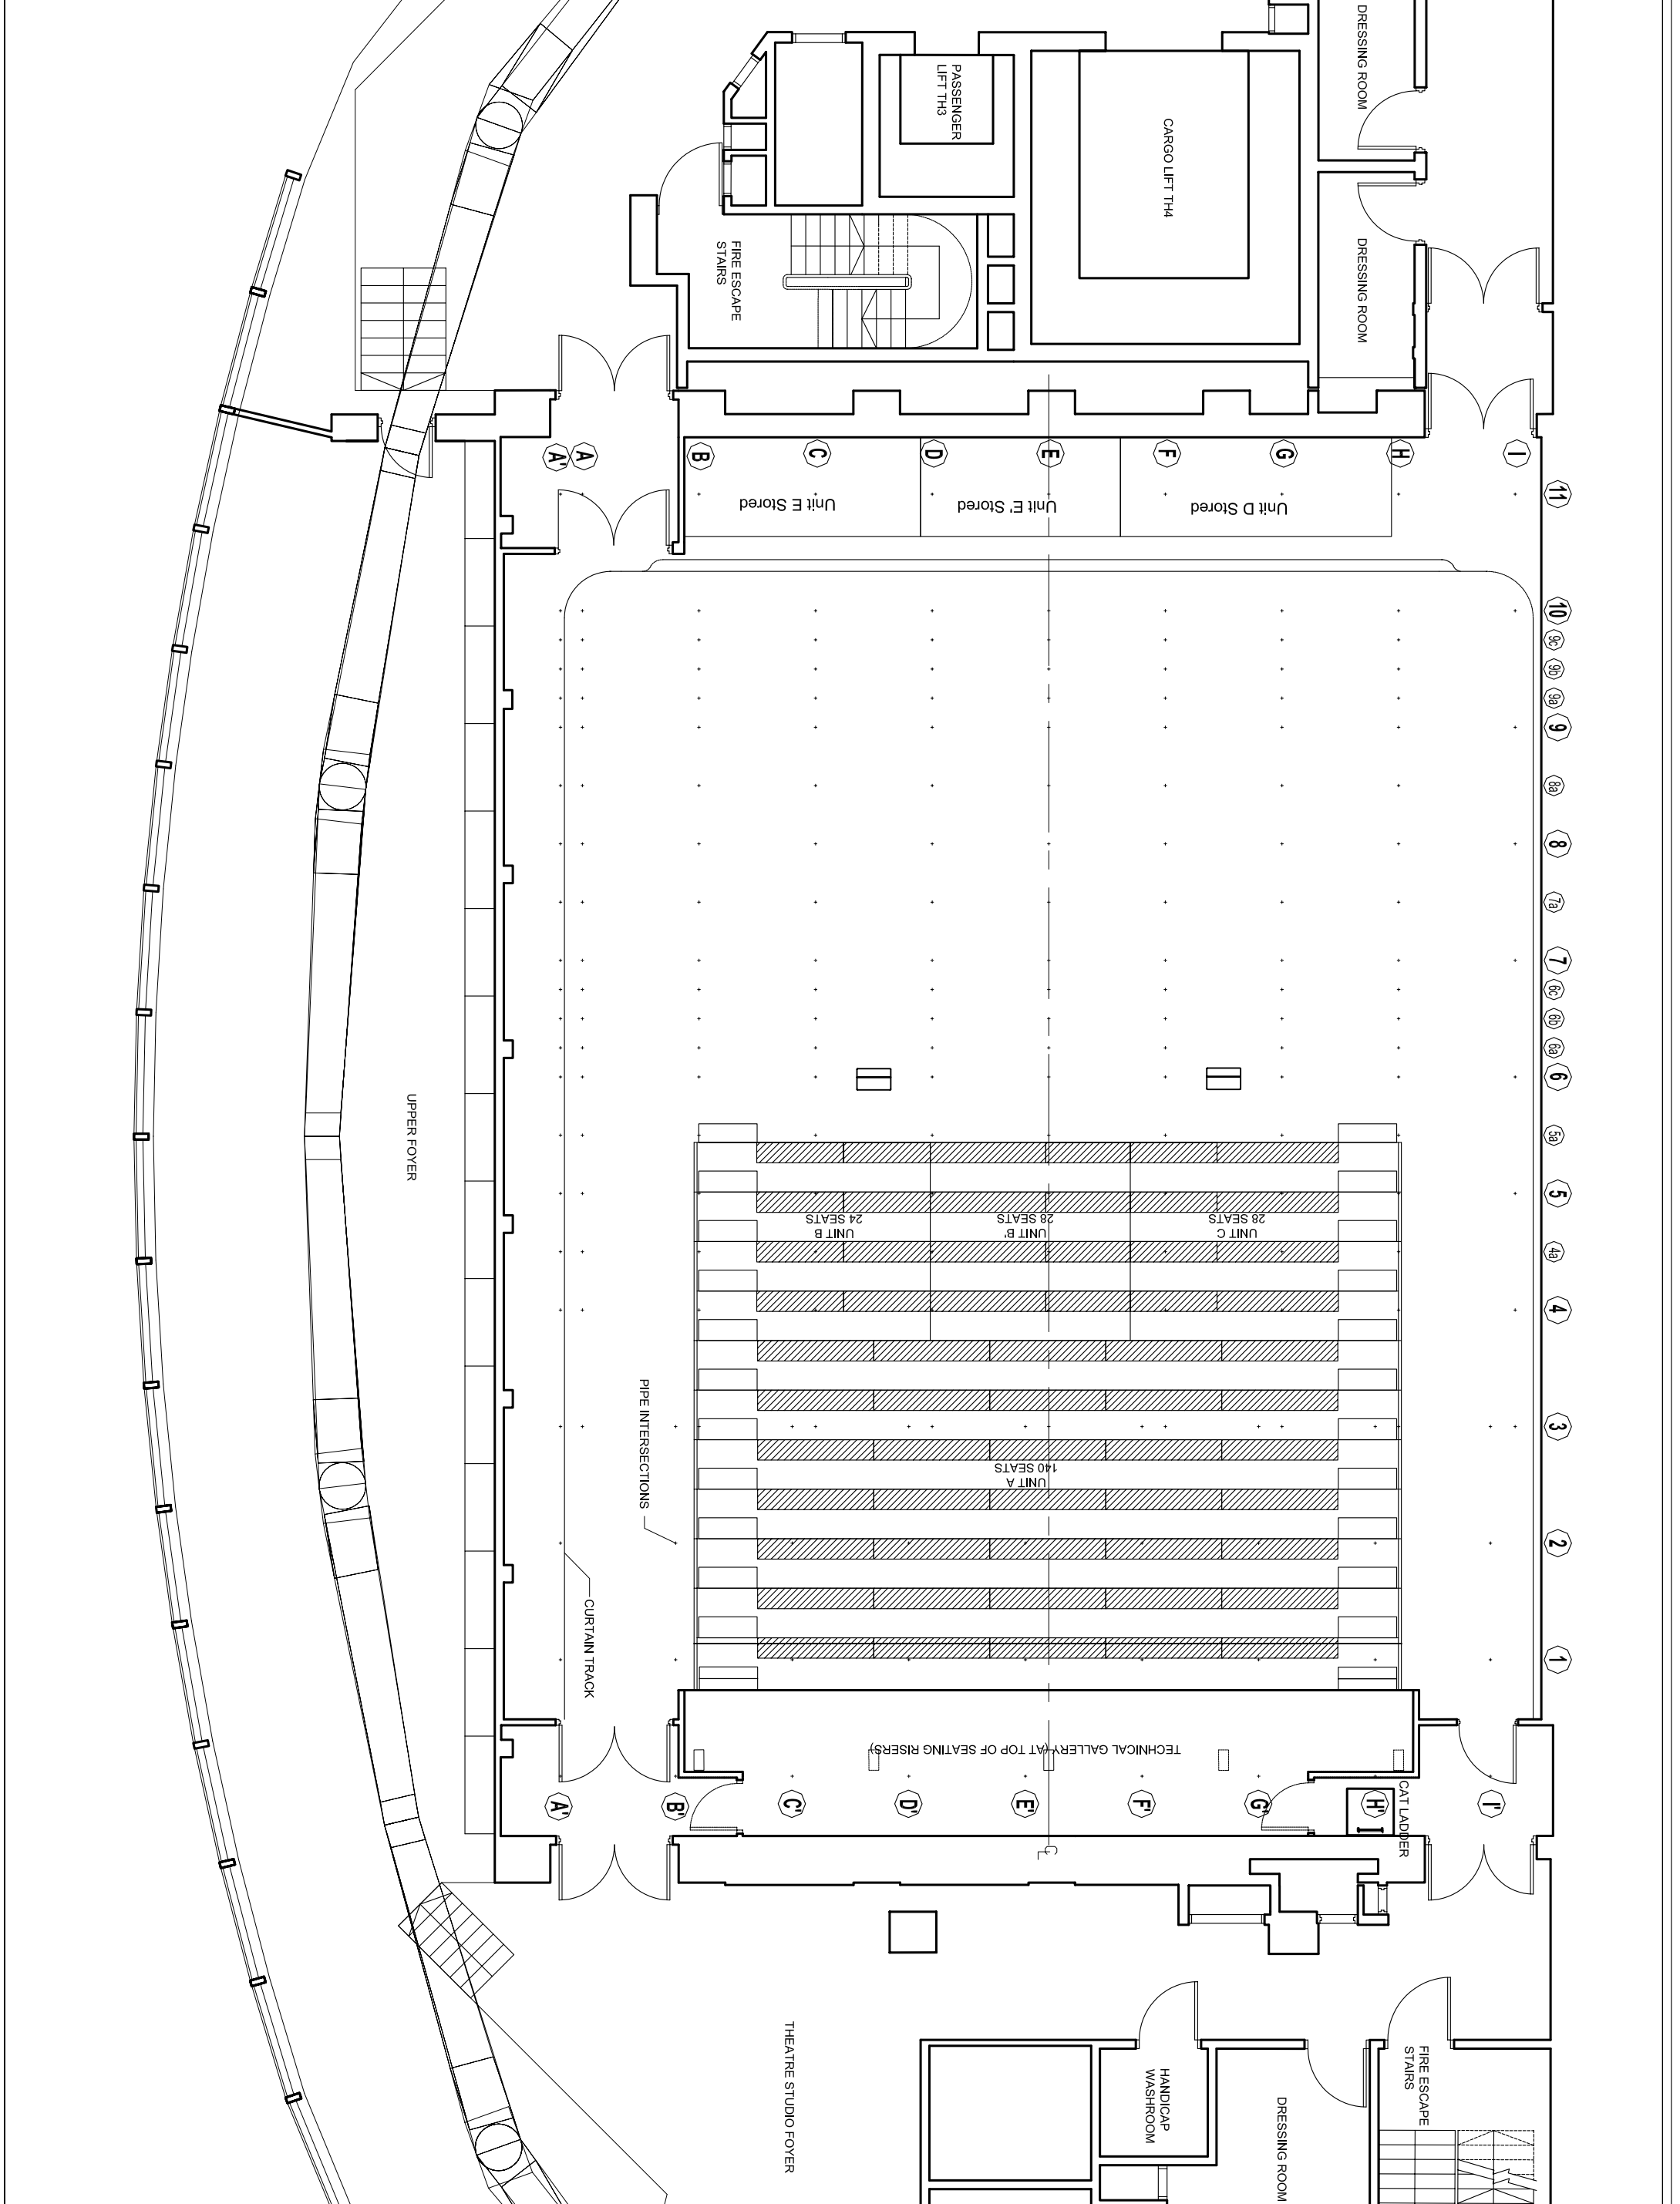 DRESSING ROOM
PASSENGER
LIFT TH3
CARGO LIFT TH4
FIRE ESCAPE
STAIRS
DRESSING ROOM
A'
A
B
C
D
E
F
G
H
I
11
Unit E Stored
Unit E' Stored
Unit D Stored
10
9c
9b
9a
9
8a
8
7a
7
6c
6b
6a
6
5a
5
4a
4
3
2
1
UPPER FOYER
UNIT B
24 SEATS
UNIT B'
28 SEATS
UNIT C
28 SEATS
PIPE INTERSECTIONS
UNIT A
140 SEATS
CURTAIN TRACK
TECHNICAL GALLERY (AT TOP OF SEATING RISERS)
A'
B'
C'
D'
E'
F'
G'
H'
I'
CAT LADDER
CL
THEATRE STUDIO FOYER
HANDICAP
WASHROOM
DRESSING ROOM
FIRE ESCAPE
STAIRS